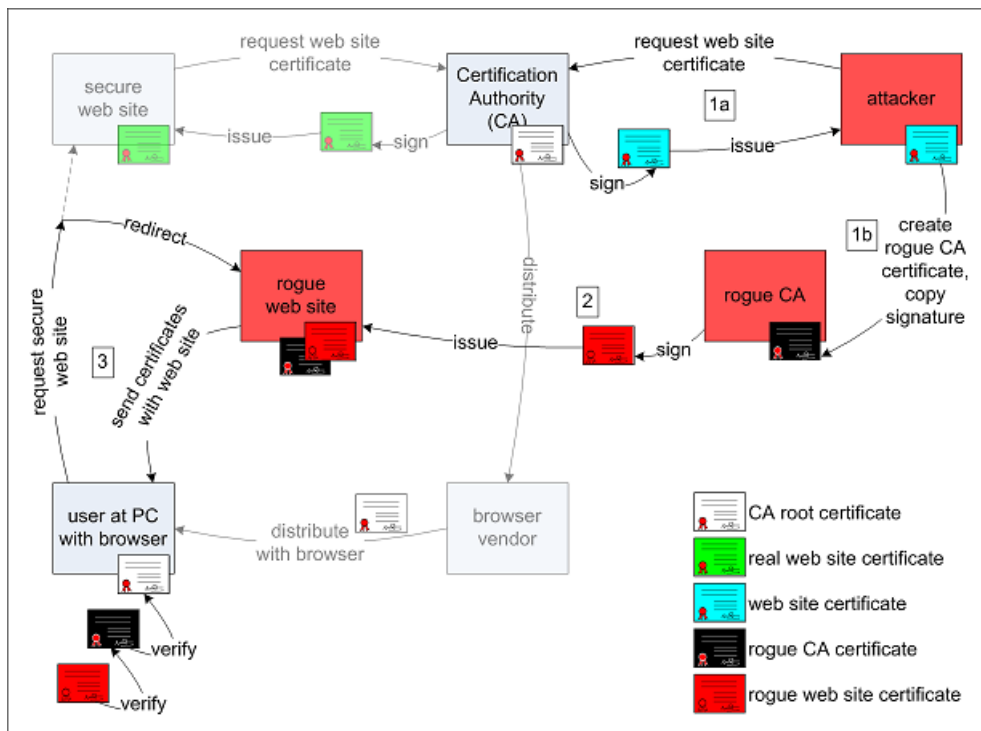 request web site
certificate
secure
web site
issue
sign
Certification
Authority
(CA)
request web site
certificate
1a
attacker
issue
sign
redirect
rogue
web site
distribute
1b
create
rogue CA
certificate,
copy
signature
rogue CA
2
issue
sign
request secure
web site
3
send certificates
with web site
user at PC
with browser
distribute
with browser
browser
vendor
verify
verify
CA root certificate
real web site certificate
web site certificate
rogue CA certificate
rogue web site certificate